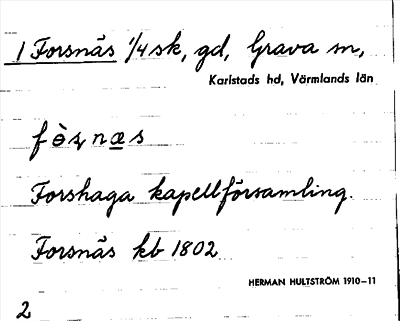 1 Forsnäs 1/4 sk, gd, Grava sn,
Karlstads hd, Värmlands län
Forshaga kapellförsamling.
Forsnäs kb 1802
HERMAN HULTSTRÖM 1910–11
2